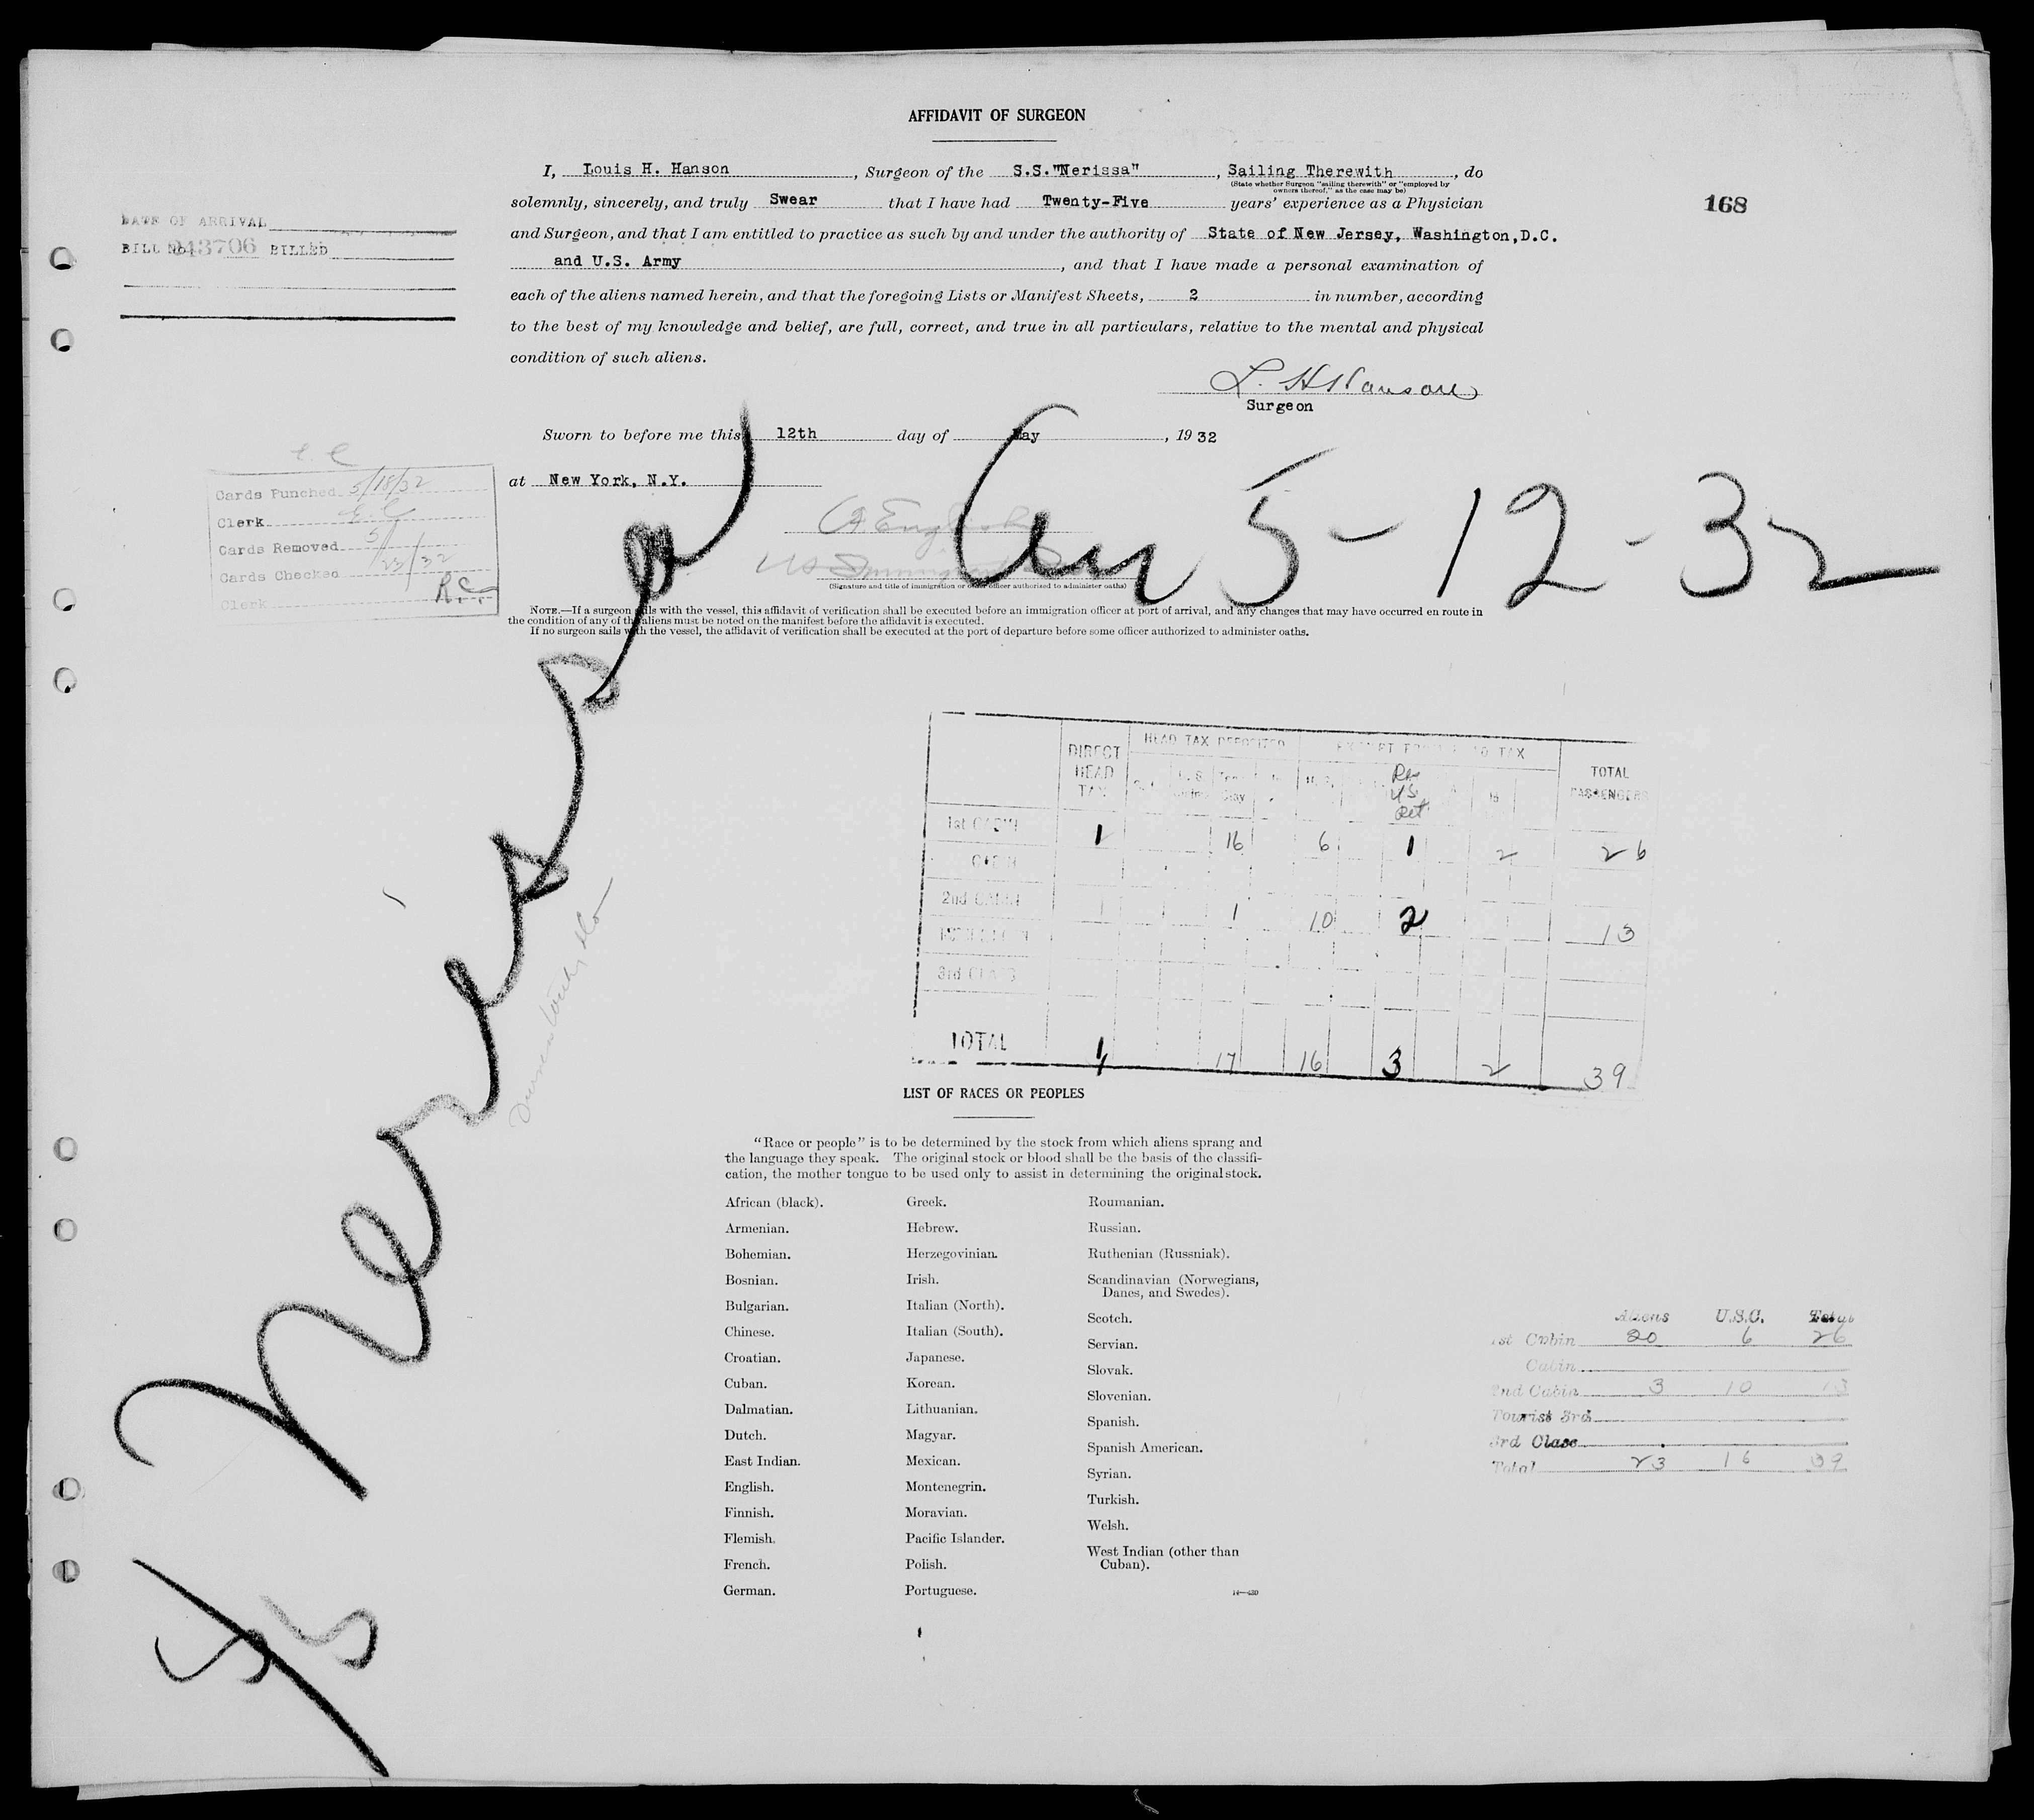 AFFIDAVIT OF SURGEON
168
I, Louis H. Hanson, Surgeon of the S.S."Nerissa", Sailing Therewith, do
(State whether Surgeon "sailing therewith" or "employed by
owners thereof," as the case may be)
solemnly, sincerely, and truly Swear that I have had Twenty-Five years' experience as a Physician
and Surgeon, and that I am entitled to practice as such by and under the authority of State of New Jersey, Washington,D.C.
and U.S. Army, and that I have made a personal examination of
each of the aliens named herein, and that the foregoing Lists or Manifest Sheets, 2 in number, according
to the best of my knowledge and belief, are full, correct, and true in all particulars, relative to the mental and physical
condition of such aliens.
L. H Hanson
Surgeon
Sworn to before me this 12th day of May, 1932
at New York, N.Y.
A. English
US Immigrant
(Signature and title of immigration or other officer authorized to administer oaths)
NOTE.—If a surgeon sails with the vessel, this affidavit of verification shall be executed before an immigration officer at port of arrival, and any changes that may have occurred en route in
the condition of any of the aliens must be noted on the manifest before the affidavit is executed.
If no surgeon sails with the vessel, the affidavit of verification shall be executed at the port of departure before some officer authorized to administer oaths.
DATE OF ARRIVAL
BILL No. 943706 BILLED
E.C
Cards Punched 5/18/32
Clerk E.C
Cards Removed 5/
Cards Checked 23/32
Clerk R.C.
Arr 5-12-32
SS Nerissa
DIRECT HEAD TAX
HEAD TAX DEPOSITED
EXEMPT FROM HEAD TAX
TOTAL PASSENGERS
U.S.
Res US Ret
1st CABIN 1 16 6 1 2 26
CABIN
2nd CABIN 1 10 2 13
3rd CLASS
TOTAL 1 17 16 3 2 39
LIST OF RACES OR PEOPLES
"Race or people" is to be determined by the stock from which aliens sprang and
the language they speak. The original stock or blood shall be the basis of the classifi-
cation, the mother tongue to be used only to assist in determining the original stock.
African (black).
Armenian.
Bohemian.
Bosnian.
Bulgarian.
Chinese.
Croatian.
Cuban.
Dalmatian.
Dutch.
East Indian.
English.
Finnish.
Flemish.
French.
German.
Greek.
Hebrew.
Herzegovinian.
Irish.
Italian (North).
Italian (South).
Japanese.
Korean.
Lithuanian.
Magyar.
Mexican.
Montenegrin.
Moravian.
Pacific Islander.
Polish.
Portuguese.
Roumanian.
Russian.
Ruthenian (Russniak).
Scandinavian (Norwegians,
Danes, and Swedes).
Scotch.
Servian.
Slovak.
Slovenian.
Spanish.
Spanish American.
Syrian.
Turkish.
Welsh.
West Indian (other than
Cuban).
Aliens U.S.C. Total
1st Cabin 20 6 26
Cabin
2nd Cabin 3 10 13
Tourist 3rd
3rd Class
Total 23 16 39